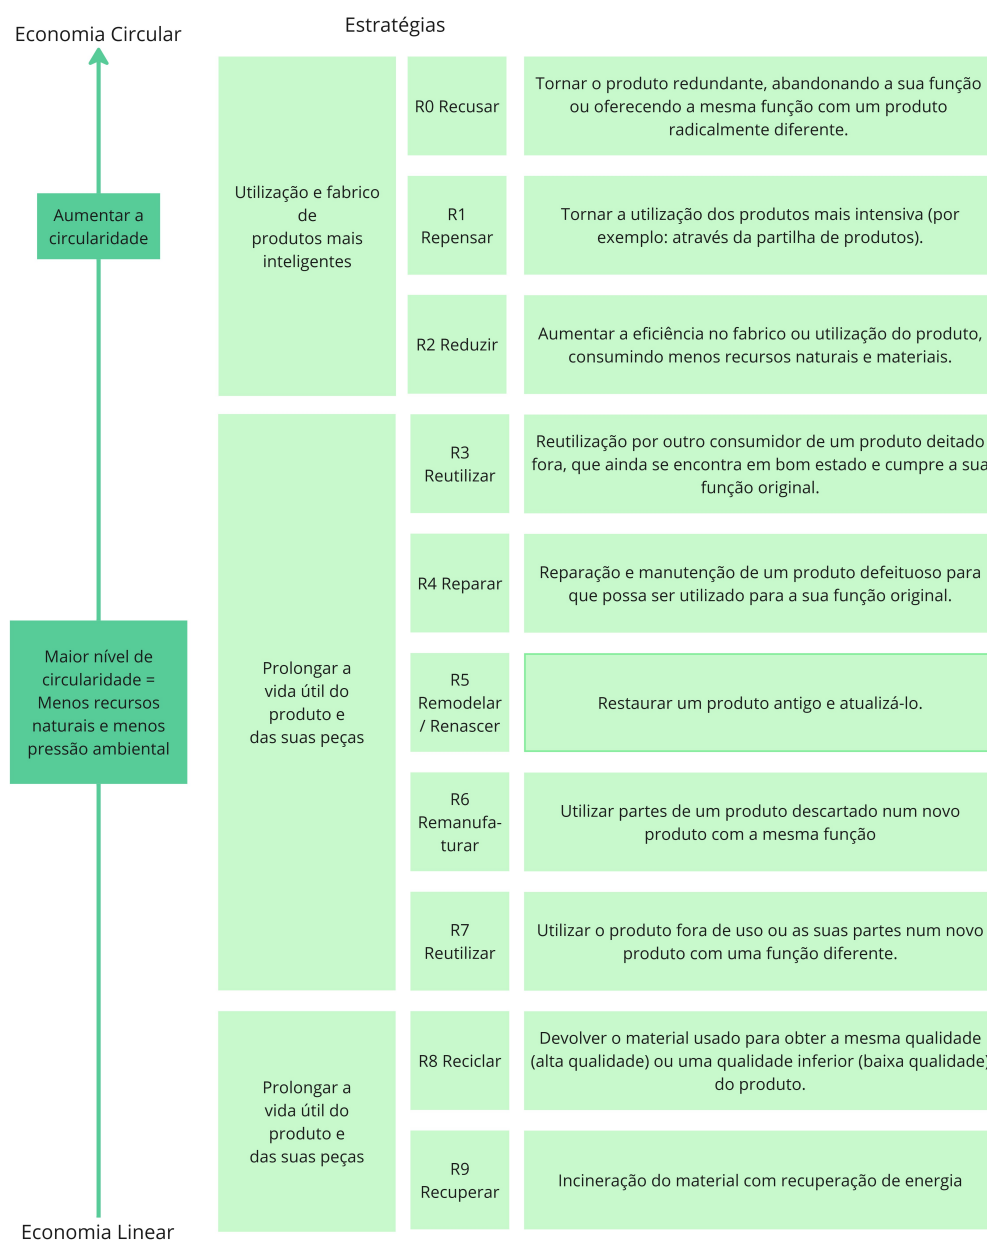 Economia Circular
Estratégias
Aumentar a
circularidade
Maior nível de
circularidade =
Menos recursos
naturais e menos
pressão ambiental
Economia Linear
Utilização e fabrico
de
produtos mais
inteligentes
R0 Recusar
Tornar o produto redundante, abandonando a sua função
ou oferecendo a mesma função com um produto
radicalmente diferente.
R1
Repensar
Tornar a utilização dos produtos mais intensiva (por
exemplo: através da partilha de produtos).
R2 Reduzir
Aumentar a eficiência no fabrico ou utilização do produto,
consumindo menos recursos naturais e materiais.
Prolongar a
vida útil do
produto e
das suas peças
R3
Reutilizar
Reutilização por outro consumidor de um produto deitado
fora, que ainda se encontra em bom estado e cumpre a sua
função original.
R4 Reparar
Reparação e manutenção de um produto defeituoso para
que possa ser utilizado para a sua função original.
R5
Remodelar
/ Renascer
Restaurar um produto antigo e atualizá-lo.
R6
Remanufa-
turar
Utilizar partes de um produto descartado num novo
produto com a mesma função
R7
Reutilizar
Utilizar o produto fora de uso ou as suas partes num novo
produto com uma função diferente.
Prolongar a
vida útil do
produto e
das suas peças
R8 Reciclar
Devolver o material usado para obter a mesma qualidade
(alta qualidade) ou uma qualidade inferior (baixa qualidade)
do produto.
R9
Recuperar
Incineração do material com recuperação de energia